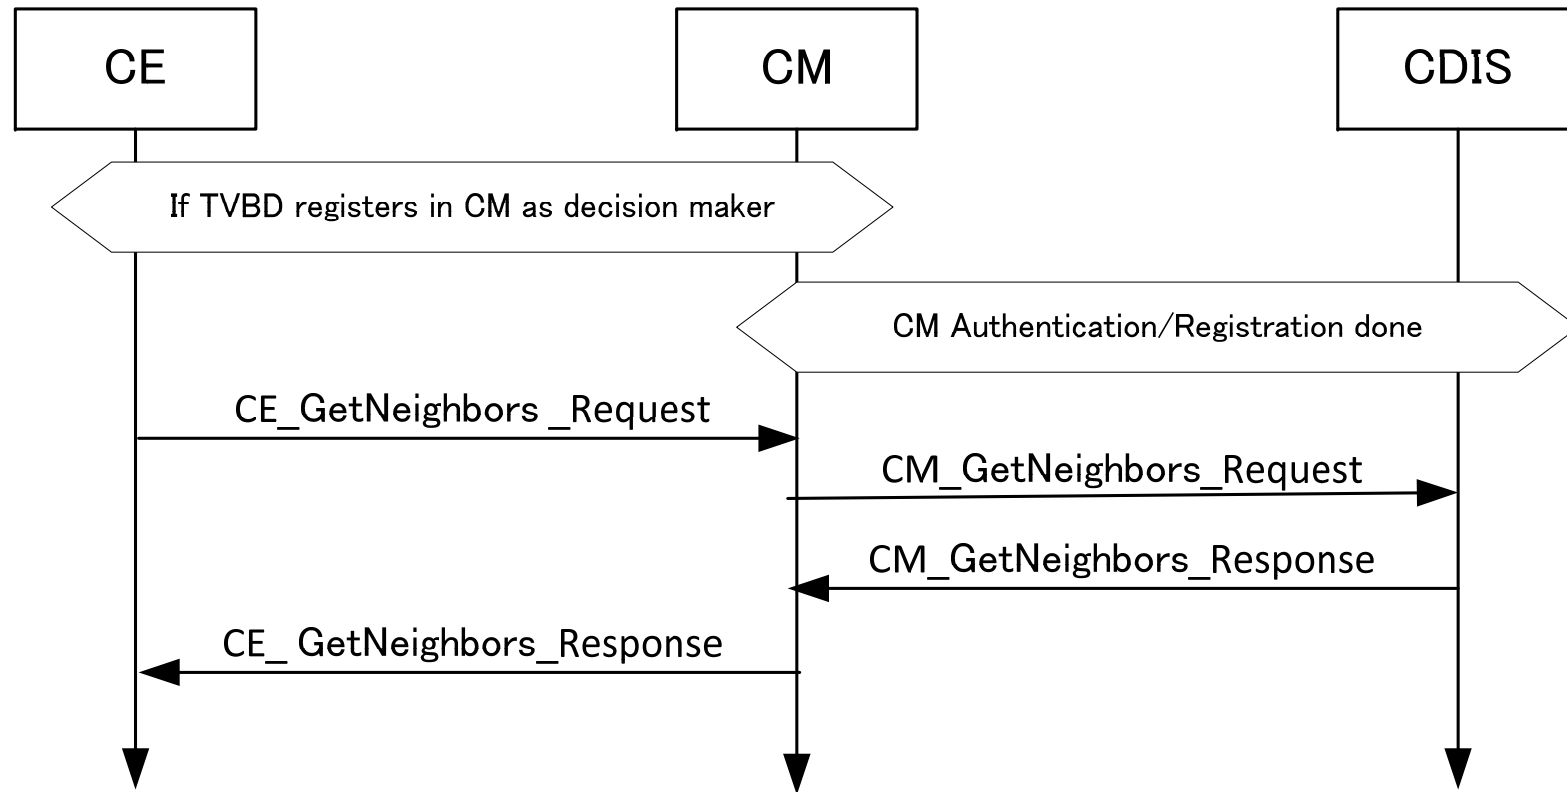 CE
CM
CDIS
If TVBD registers in CM as decision maker
CM Authentication/Registration done
CE_GetNeighbors _Request
CM_GetNeighbors_Request
CM_GetNeighbors_Response
CE_ GetNeighbors_Response